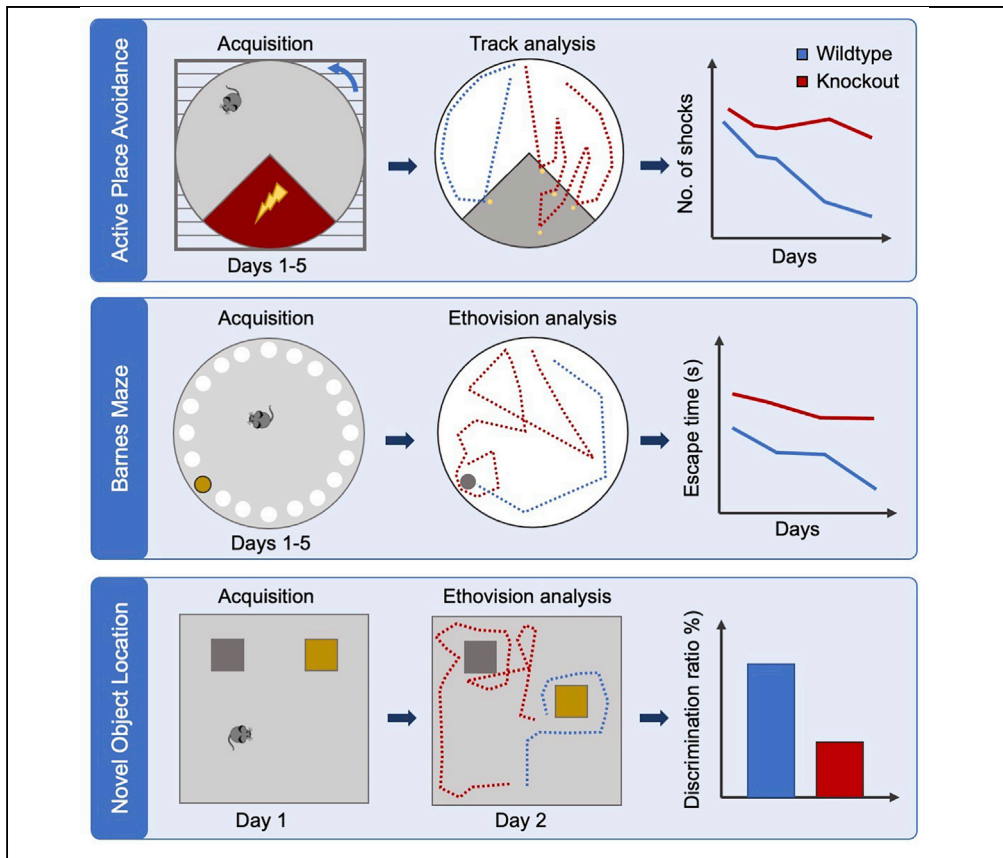 Active Place Avoidance
Acquisition
Days 1-5
Track analysis
No. of shocks
Days
Wildtype
Knockout
Barnes Maze
Acquisition
Days 1-5
Ethovision analysis
Escape time (s)
Days
Novel Object Location
Acquisition
Day 1
Ethovision analysis
Day 2
Discrimination ratio %)